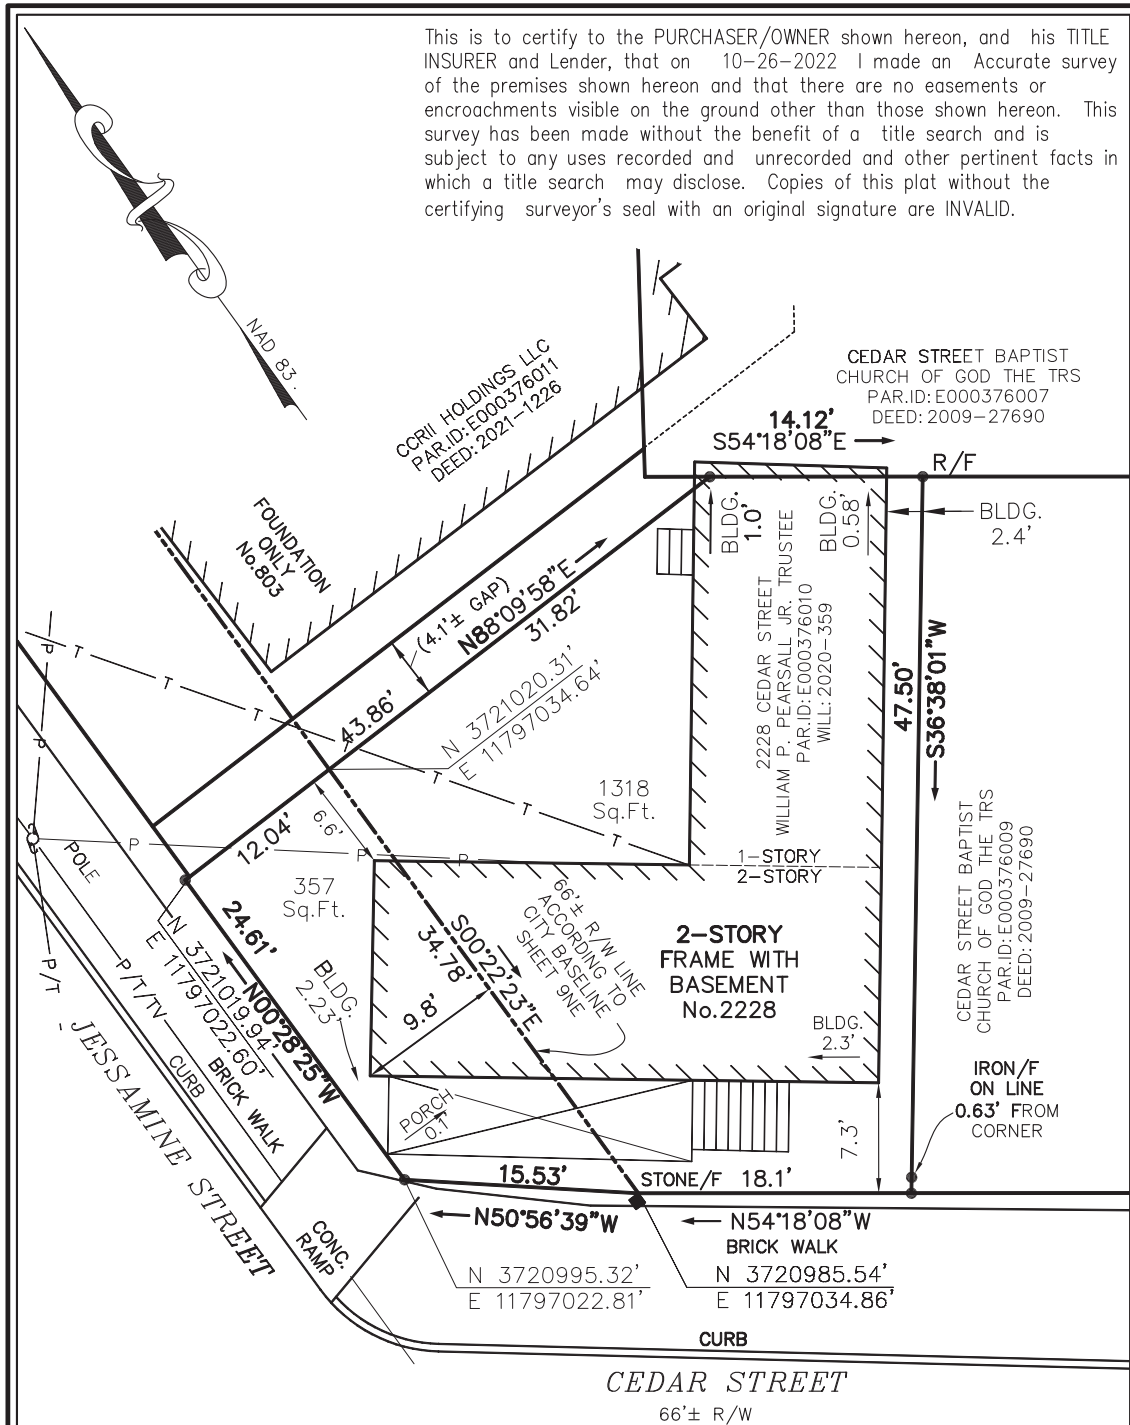 This is to certify to the PURCHASER/OWNER shown hereon, and his TITLE
INSURER and Lender, that on 10-26-2022 I made an Accurate survey
of the premises shown hereon and that there are no easements or
encroachments visible on the ground other than those shown hereon. This
survey has been made without the benefit of a title search and is
subject to any uses recorded and unrecorded and other pertinent facts in
which a title search may disclose. Copies of this plat without the
certifying surveyor's seal with an original signature are INVALID.
NAD 83.
CCRII HOLDINGS LLC
PAR.ID:E000376011
DEED:2021-1226
CEDAR STREET BAPTIST
CHURCH OF GOD THE TRS
PAR.ID:E000376007
DEED:2009-27690
14.12'
S54°18'08"E
R/F
FOUNDATION
ONLY
No.803
BLDG.
1.0'
BLDG.
0.58'
BLDG.
2.4'
(4.1'± GAP)
N88°09'58"E
31.82'
43.86'
N 3721020.31'
E 11797034.64'
2228 CEDAR STREET
WILLIAM P. PEARSALL JR. TRUSTEE
PAR.ID:E000376010
WILL:2020-359
47.50'
S36°38'01"W
P
P
T
T
T
T
T
T
1318
Sq.Ft.
12.04'
6.6'
P
P
P
POLE
1-STORY
2-STORY
357
Sq.Ft.
24.61'
N00°28'25"W
N 3721019.94'
E 11797022.60'
S00°22'23"E
34.78'
66'± R/W LINE
ACCORDING TO
CITY BASELINE
SHEET 9NE
2-STORY
FRAME WITH
BASEMENT
No.2228
CEDAR STREET BAPTIST
CHURCH OF GOD THE TRS
PAR.ID:E000376009
DEED:2009-27690
P/T
P/T/TV
BLDG.
2.23'
9.8'
BLDG.
2.3'
CURB
BRICK WALK
JESSAMINE STREET
PORCH
0.1'
7.3'
IRON/F
ON LINE
0.63' FROM
CORNER
15.53'
STONE/F 18.1'
N50°56'39"W
N54°18'08"W
BRICK WALK
CONC.
RAMP
N 3720995.32'
E 11797022.81'
N 3720985.54'
E 11797034.86'
CURB
CEDAR STREET
66'± R/W